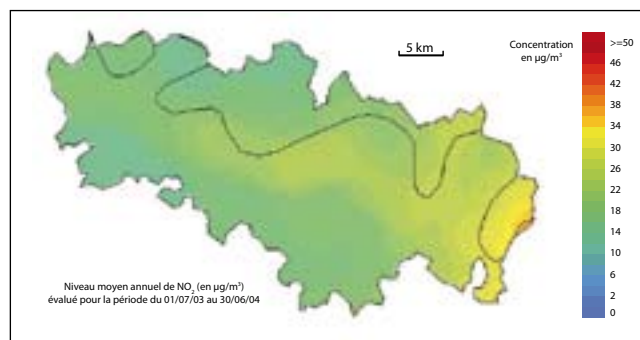 5 km
Concentration
en µg/m³
>=50
46
42
38
34
30
26
22
18
14
10
6
2
0
Niveau moyen annuel de NO₂ (en µg/m³)
évalué pour la période du 01/07/03 au 30/06/04